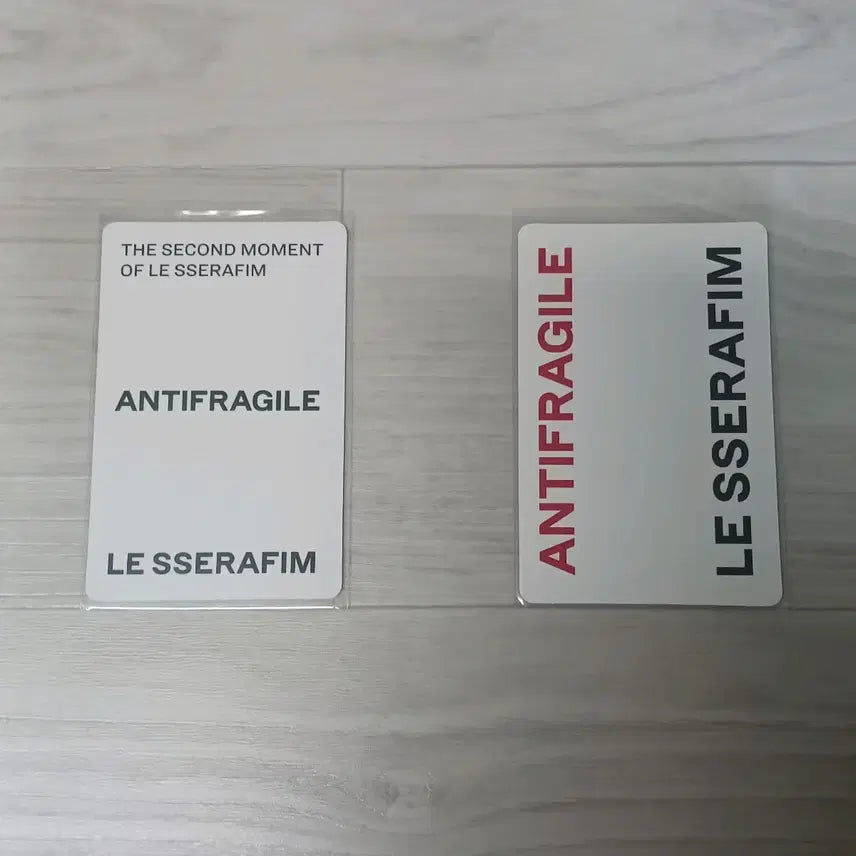 THE SECOND MOMENT
OF LE SSERAFIM
ANTIFRAGILE
LE SSERAFIM
ANTIFRAGILE
LE SSERAFIM